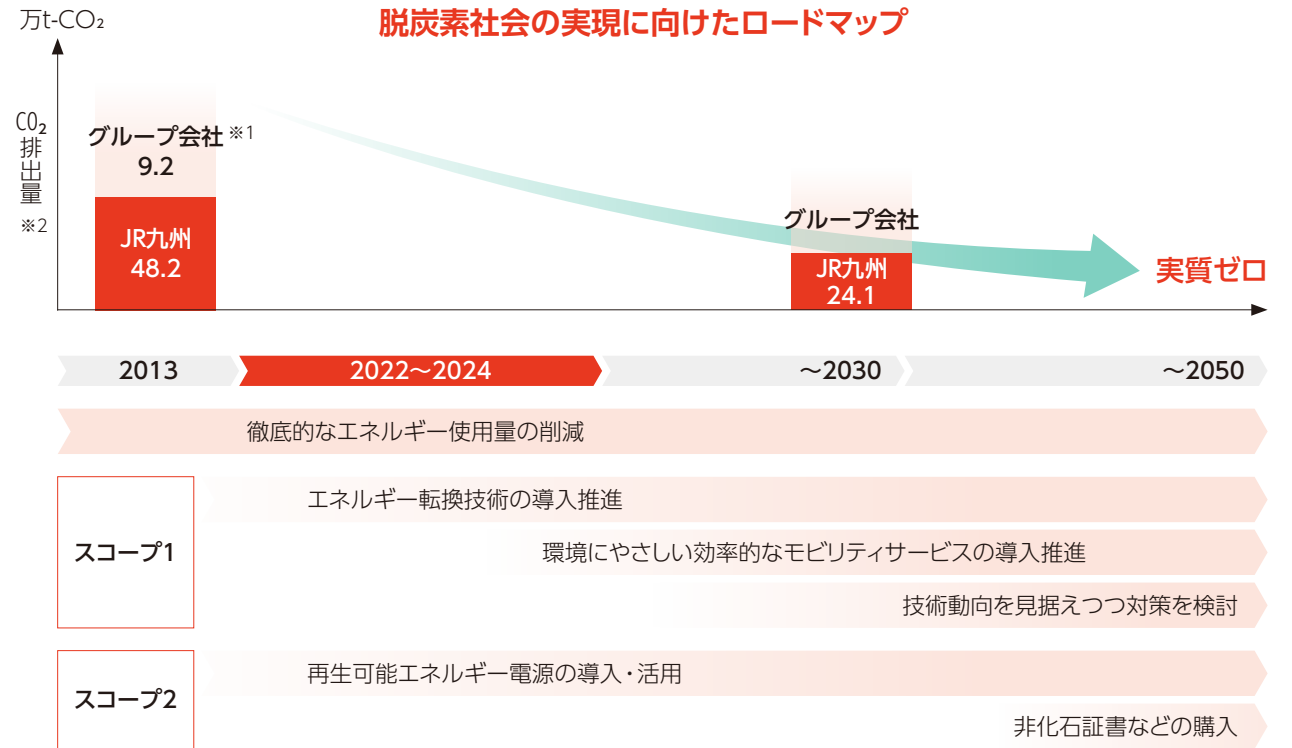 万t-CO₂
脱炭素社会の実現に向けたロードマップ
CO₂排出量
※2
グループ会社 ※1
9.2
JR九州
48.2
グループ会社
JR九州
24.1
実質ゼロ
2013
2022～2024
～2030
～2050
徹底的なエネルギー使用量の削減
スコープ1
エネルギー転換技術の導入推進
環境にやさしい効率的なモビリティサービスの導入推進
技術動向を見据えつつ対策を検討
スコープ2
再生可能エネルギー電源の導入・活用
非化石証書などの購入